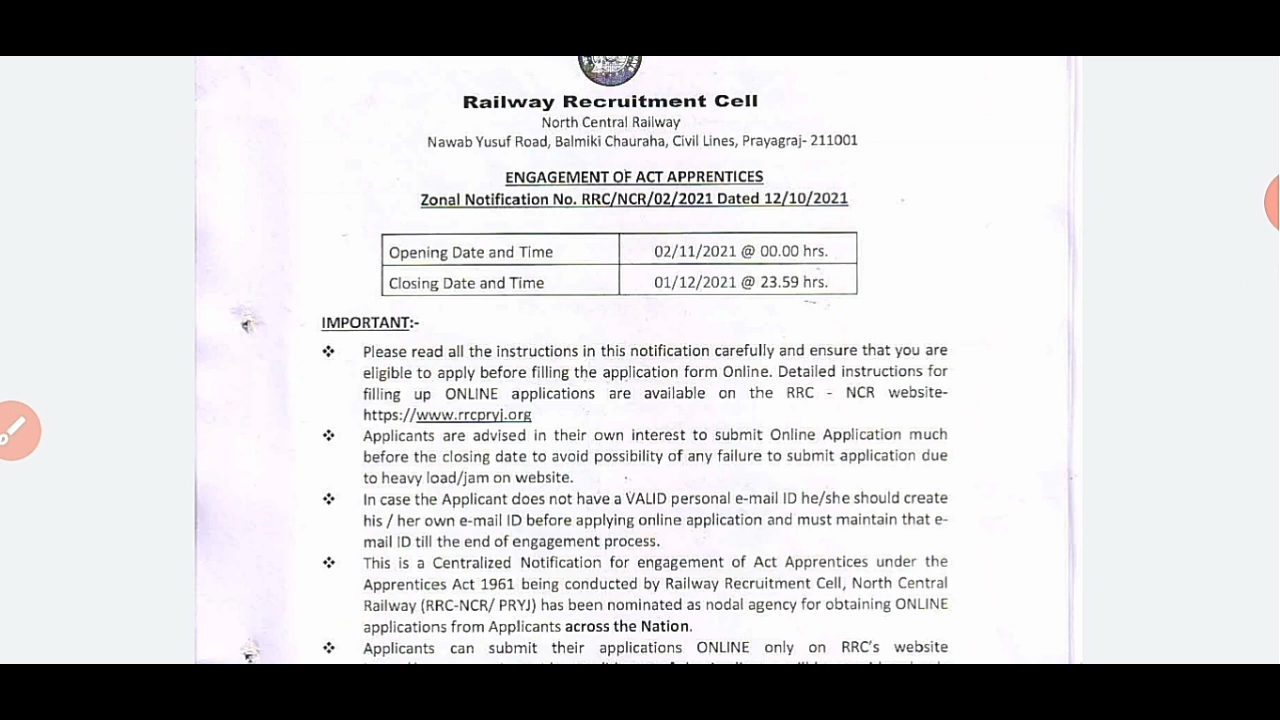 Railway Recruitment Cell
North Central Railway
Nawab Yusuf Road, Balmiki Chauraha, Civil Lines, Prayagraj- 211001
ENGAGEMENT OF ACT APPRENTICES
Zonal Notification No. RRC/NCR/02/2021 Dated 12/10/2021
Opening Date and Time 02/11/2021 @ 00.00 hrs.
Closing Date and Time 01/12/2021 @ 23.59 hrs.
IMPORTANT:-
❖ Please read all the instructions in this notification carefully and ensure that you are
eligible to apply before filling the application form Online. Detailed instructions for
filling up ONLINE applications are available on the RRC - NCR website-
https://www.rrcpryj.org
❖ Applicants are advised in their own interest to submit Online Application much
before the closing date to avoid possibility of any failure to submit application due
to heavy load/jam on website.
❖ In case the Applicant does not have a VALID personal e-mail ID he/she should create
his / her own e-mail ID before applying online application and must maintain that e-
mail ID till the end of engagement process.
❖ This is a Centralized Notification for engagement of Act Apprentices under the
Apprentices Act 1961 being conducted by Railway Recruitment Cell, North Central
Railway (RRC-NCR/ PRYJ) has been nominated as nodal agency for obtaining ONLINE
applications from Applicants across the Nation.
❖ Applicants can submit their applications ONLINE only on RRC's website